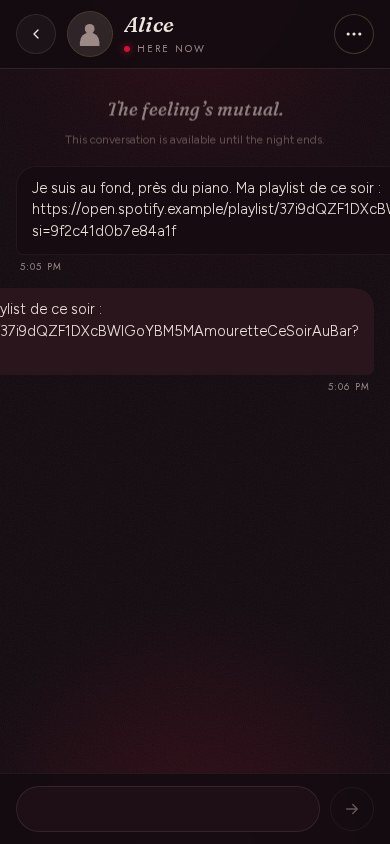 Alice
HERE NOW
The feeling's mutual.
This conversation is available until the night ends.
Je suis au fond, près du piano. Ma playlist de ce soir :
https://open.spotify.example/playlist/37i9dQZF1DXcB
si=9f2c41d0b7e84a1f
5:05 PM
ylist de ce soir :
37i9dQZF1DXcBWIGoYBM5MAmouretteCeSoirAuBar?
5:06 PM